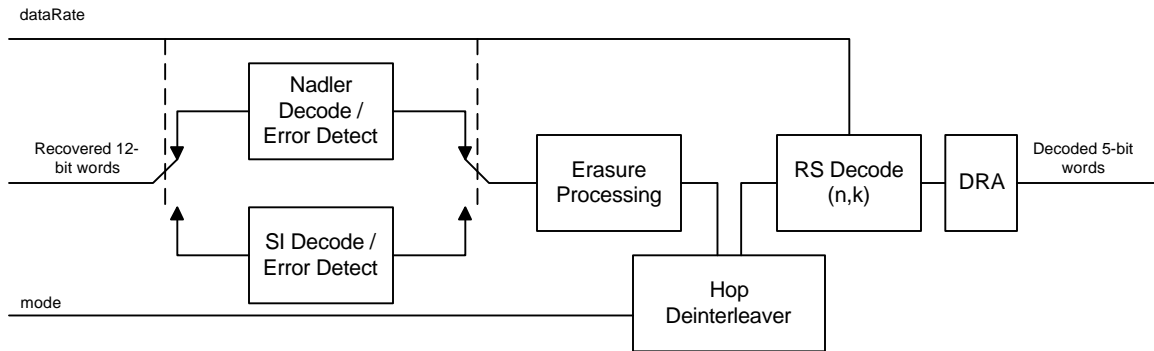 dataRate
Nadler
Decode /
Error Detect
Recovered 12-
bit words
Erasure
Processing
RS Decode
(n,k)
DRA
Decoded 5-bit
words
SI Decode /
Error Detect
mode
Hop
Deinterleaver